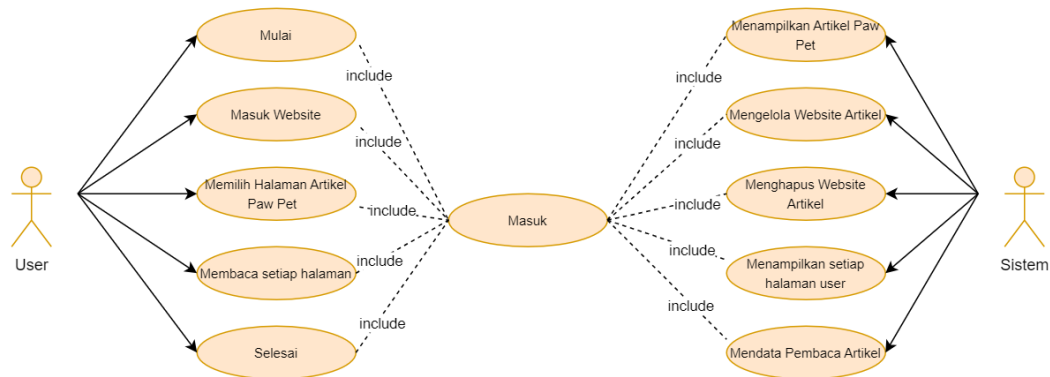 Mulai
include
Masuk Website
include
Memilih Halaman Artikel
Paw Pet
include
Membaca setiap halaman
include
Selesai
include
User
Masuk
Menampilkan Artikel Paw
Pet
include
Mengelola Website Artikel
include
Menghapus Website
Artikel
include
Menampilkan setiap
halaman user
include
Mendata Pembaca Artikel
include
Sistem